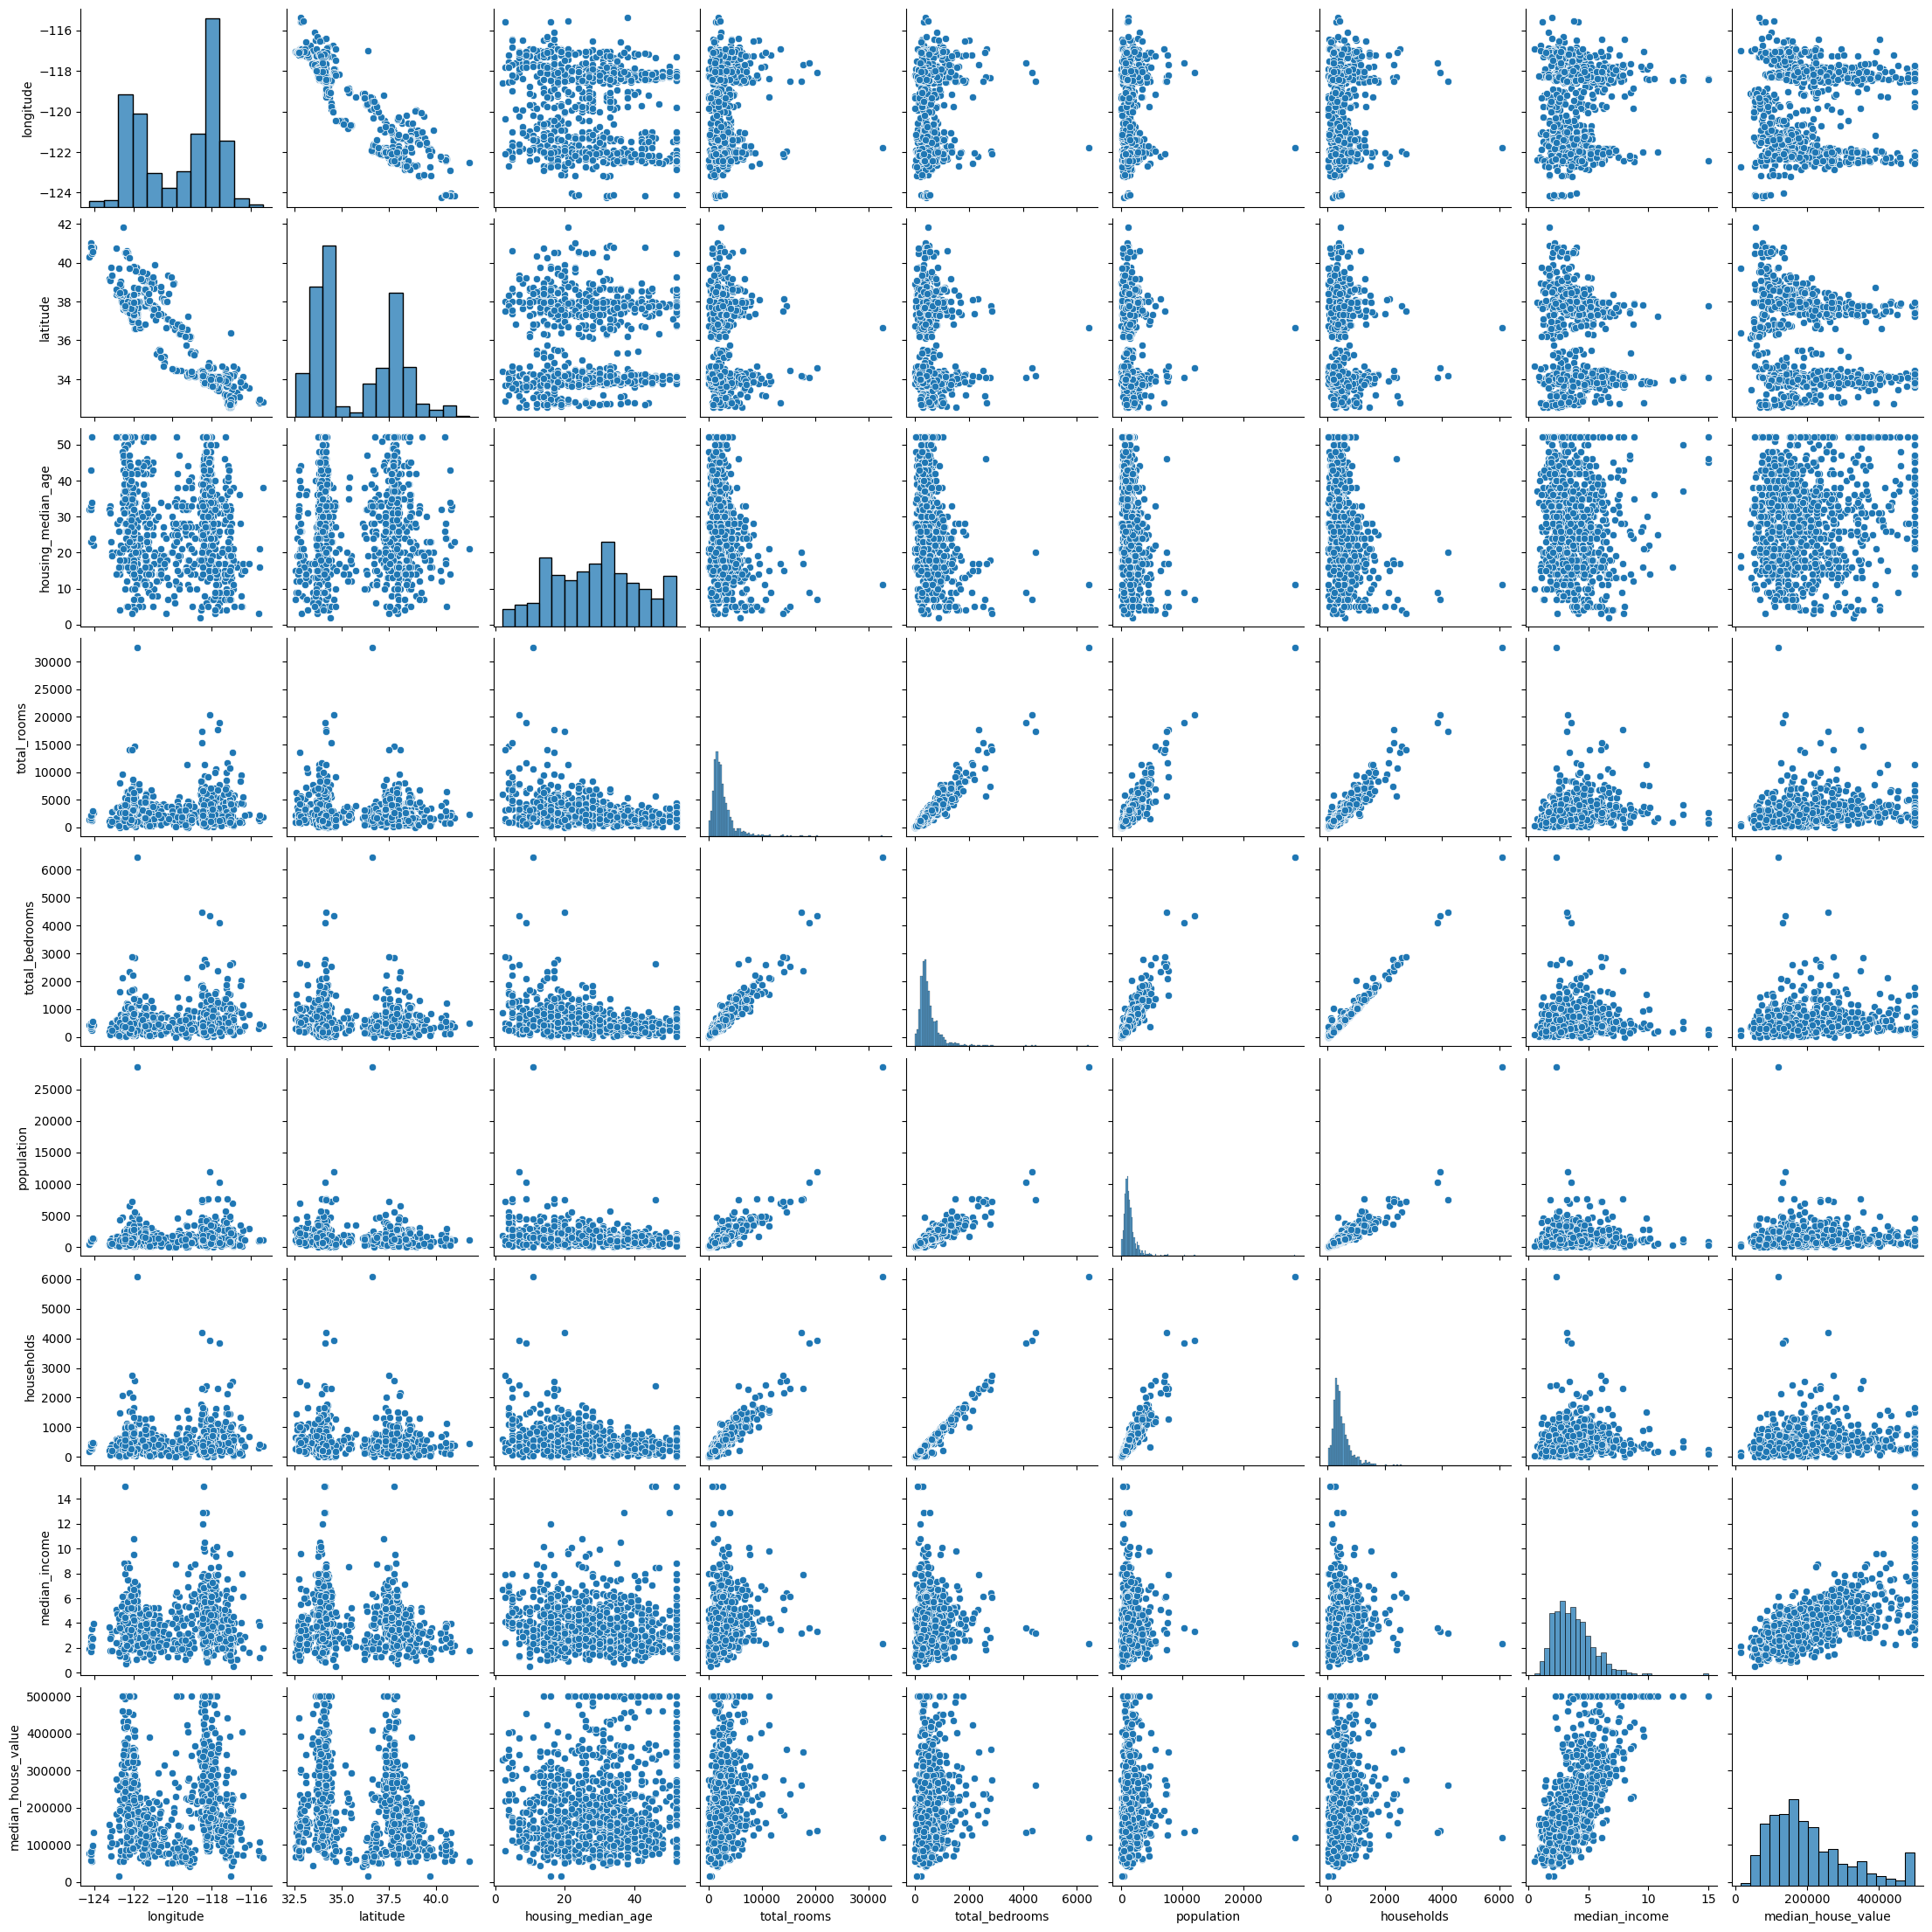 −116
−118
−120
−122
−124
longitude
42
40
38
36
34
latitude
50
40
30
20
10
0
housing_median_age
30000
25000
20000
15000
10000
5000
0
total_rooms
6000
5000
4000
3000
2000
1000
0
total_bedrooms
25000
20000
15000
10000
5000
0
population
6000
5000
4000
3000
2000
1000
0
households
14
12
10
8
6
4
2
0
median_income
500000
400000
300000
200000
100000
0
median_house_value
−124 −122 −120 −118 −116
longitude
32.5 35.0 37.5 40.0
latitude
0 20 40
housing_median_age
0 10000 20000 30000
total_rooms
0 2000 4000 6000
total_bedrooms
0 10000 20000
population
0 2000 4000 6000
households
0 5 10 15
median_income
0 200000 400000
median_house_value